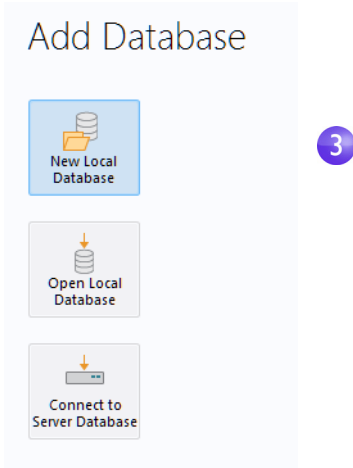 Add Database
New Local
Database
3
Open Local
Database
Connect to
Server Database